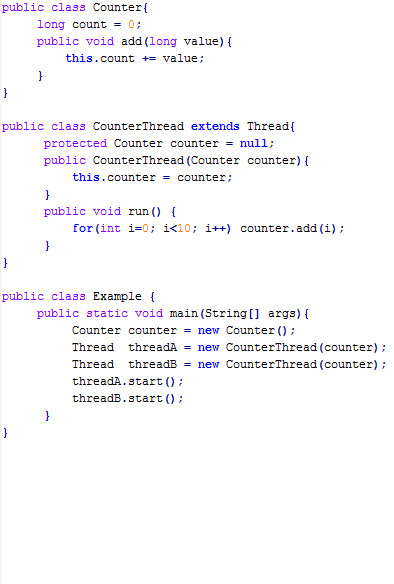 public class Counter{
long count = 0;
public void add(long value){
this.count += value;
}
}
public class CounterThread extends Thread{
protected Counter counter = null;
public CounterThread(Counter counter){
this.counter = counter;
}
public void run() {
for(int i=0; i<10; i++) counter.add(i);
}
}
public class Example {
public static void main(String[] args){
Counter counter = new Counter();
Thread  threadA = new CounterThread(counter);
Thread  threadB = new CounterThread(counter);
threadA.start();
threadB.start();
}
}